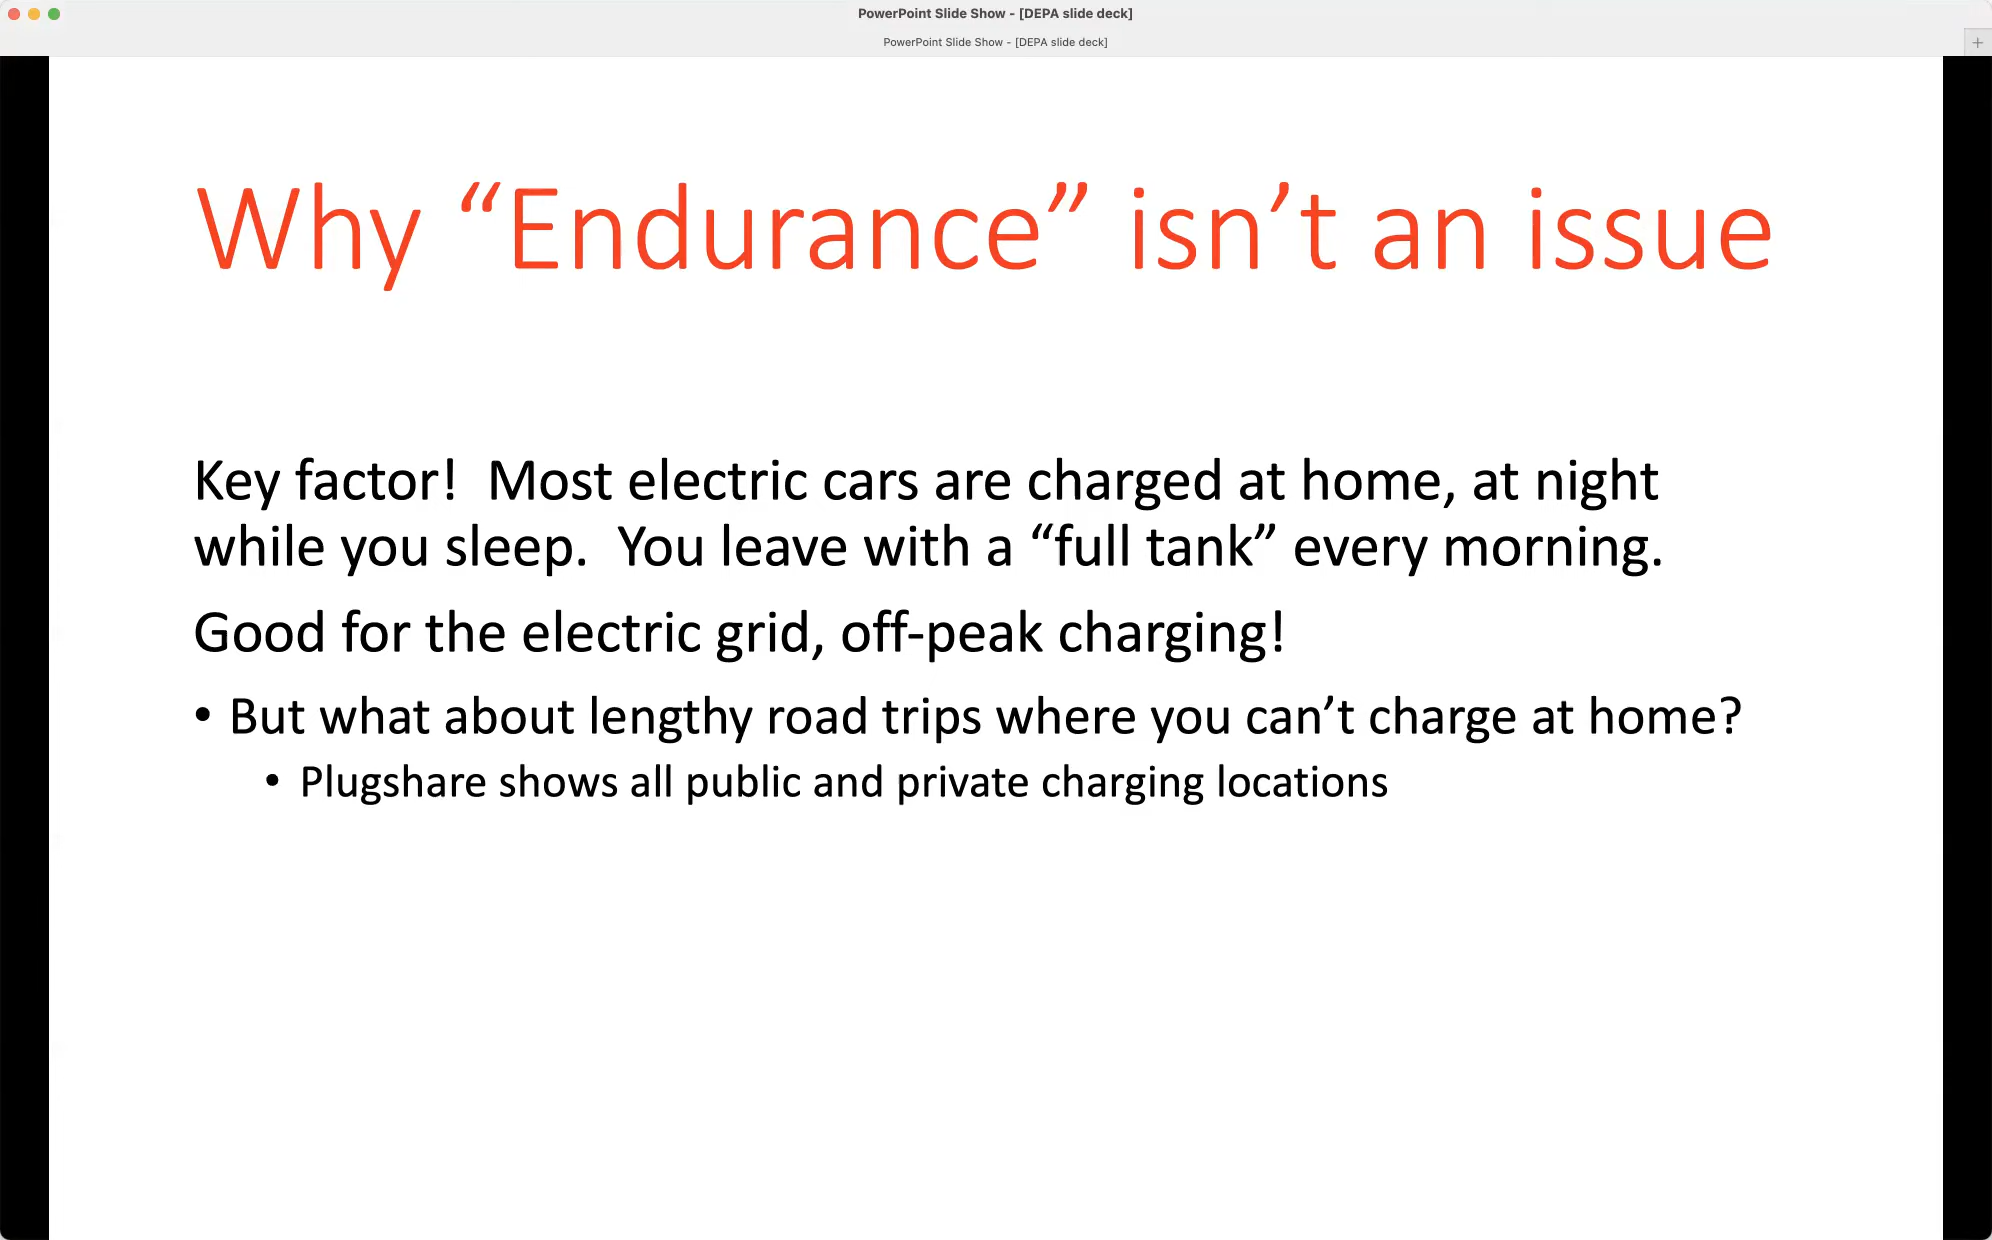 PowerPoint Slide Show - [DEPA slide deck]
PowerPoint Slide Show - [DEPA slide deck]
Why “Endurance” isn’t an issue
Key factor!  Most electric cars are charged at home, at night
while you sleep.  You leave with a “full tank” every morning.
Good for the electric grid, off-peak charging!
• But what about lengthy road trips where you can’t charge at home?
• Plugshare shows all public and private charging locations